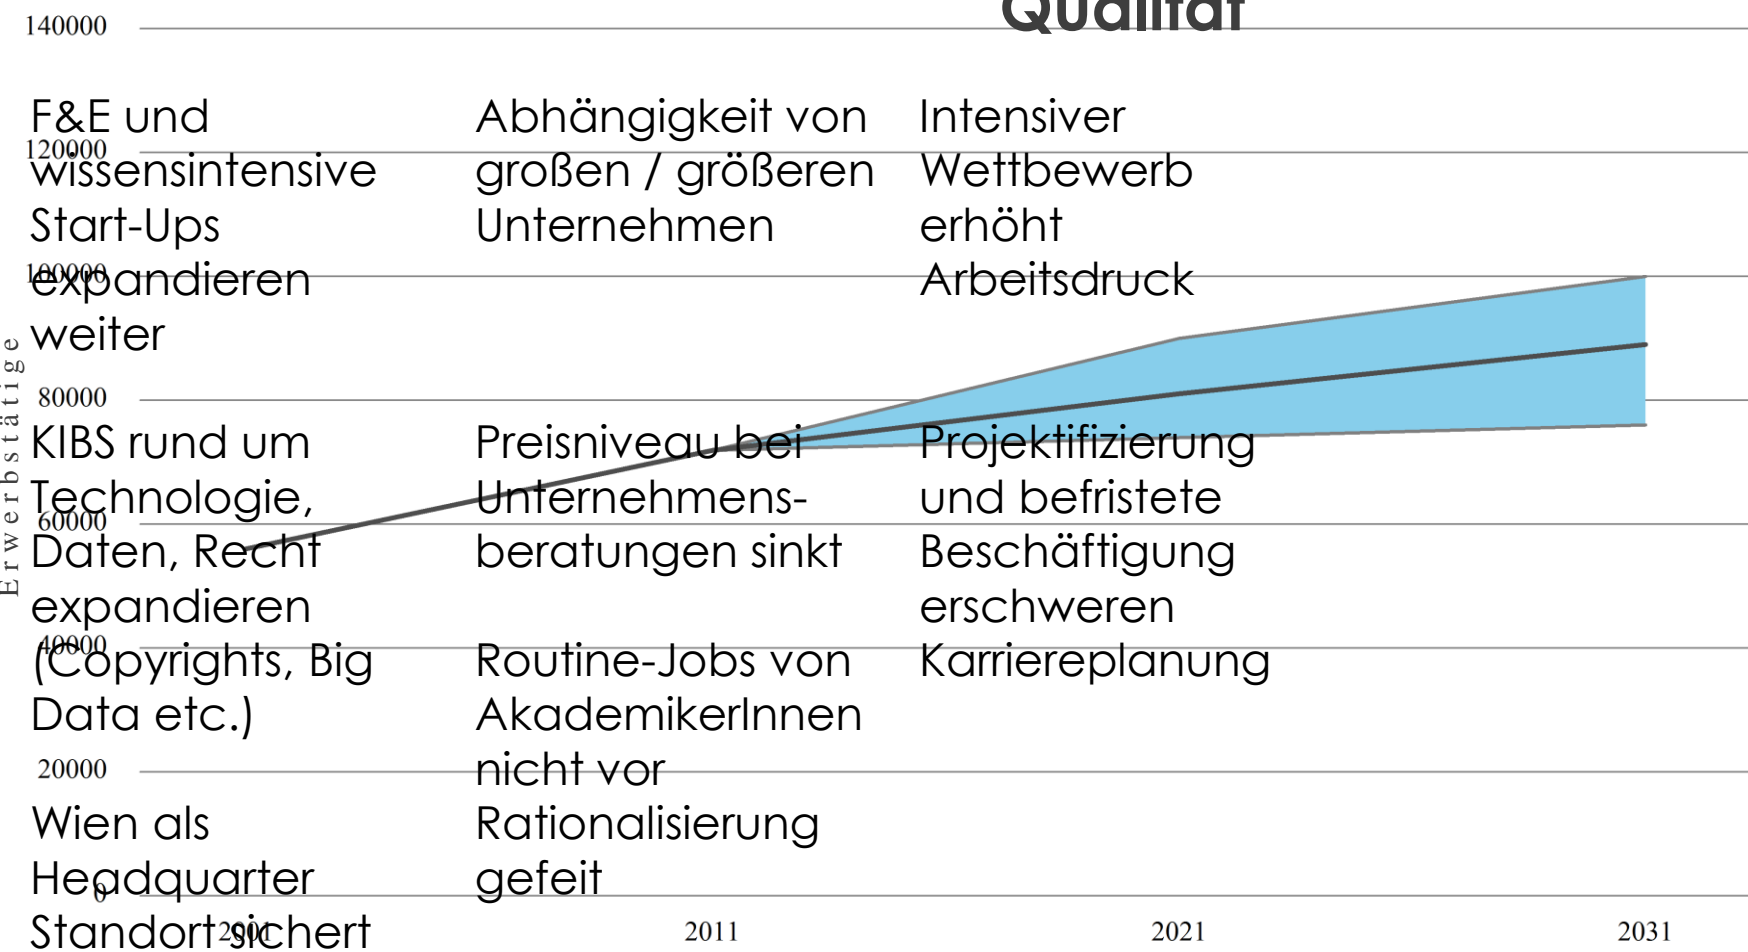 Qualität
140000
120000
100000
80000
60000
40000
20000
0
Erwerbstätige
F&E und
wissensintensive
Start-Ups
expandieren
weiter
KIBS rund um
Technologie,
Daten, Recht
expandieren
(Copyrights, Big
Data etc.)
Wien als
Headquarter
Standort sichert
Abhängigkeit von
großen / größeren
Unternehmen
Preisniveau bei
Unternehmens-
beratungen sinkt
Routine-Jobs von
AkademikerInnen
nicht vor
Rationalisierung
gefeit
Intensiver
Wettbewerb
erhöht
Arbeitsdruck
Projektifizierung
und befristete
Beschäftigung
erschweren
Karriereplanung
2001
2011
2021
2031